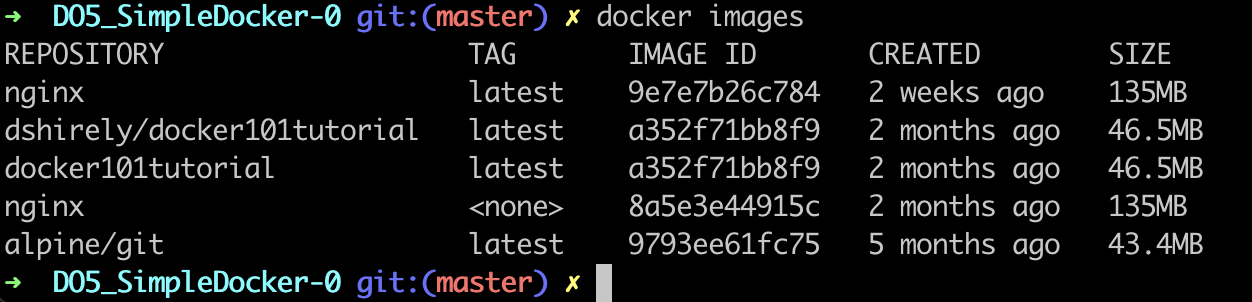 ➜  DO5_SimpleDocker-0 git:(master) ✗ docker images
REPOSITORY                   TAG       IMAGE ID       CREATED        SIZE
nginx                        latest    9e7e7b26c784   2 weeks ago    135MB
dshirely/docker101tutorial   latest    a352f71bb8f9   2 months ago   46.5MB
docker101tutorial            latest    a352f71bb8f9   2 months ago   46.5MB
nginx                        <none>    8a5e3e44915c   2 months ago   135MB
alpine/git                   latest    9793ee61fc75   5 months ago   43.4MB
➜  DO5_SimpleDocker-0 git:(master) ✗